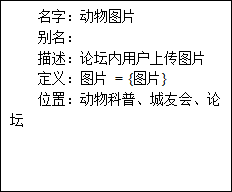 名字：动物图片
别名：
描述：论坛内用户上传图片
定义：图片 = {图片}
位置：动物科普、城友会、论
坛